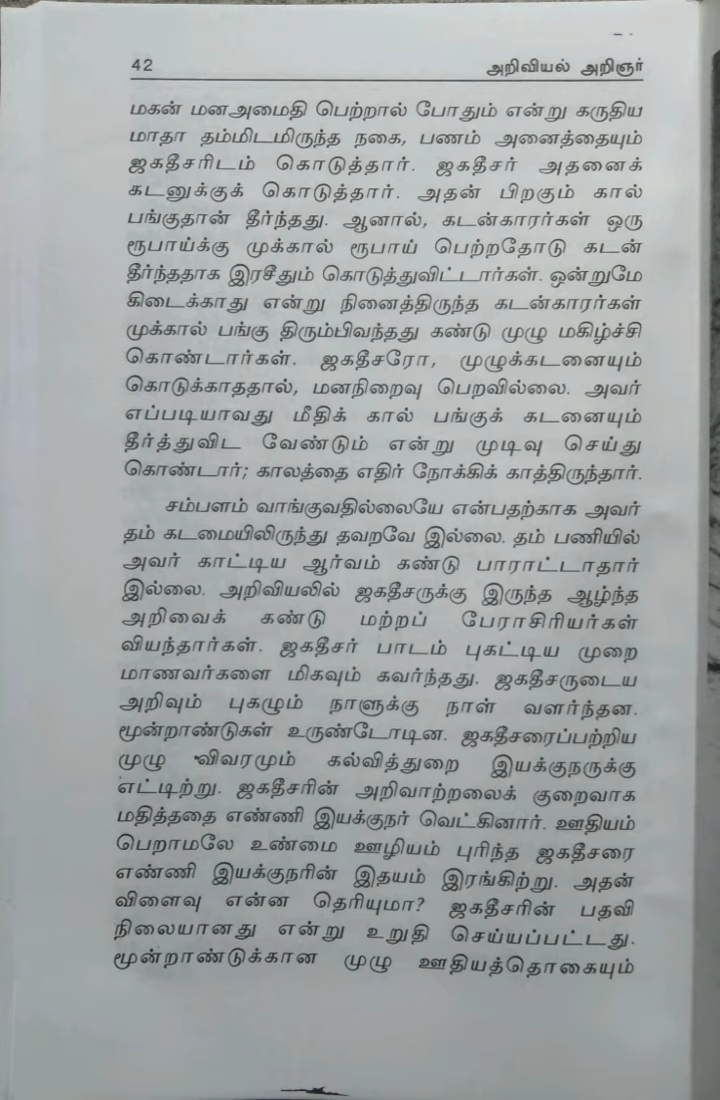 42 அறிவியல் அறிஞர்
மகன் மனஅமைதி பெற்றால் போதும் என்று கருதிய
மாதா தம்மிடமிருந்த நகை, பணம் அனைத்தையும்
ஜகதீசரிடம் கொடுத்தார். ஜகதீசர் அதனைக்
கடனுக்குக் கொடுத்தார். அதன் பிறகும் கால்
பங்குதான் தீர்ந்தது. ஆனால், கடன்காரர்கள் ஒரு
ரூபாய்க்கு முக்கால் ரூபாய் பெற்றதோடு கடன்
தீர்ந்ததாக இரசீதும் கொடுத்துவிட்டார்கள். ஒன்றுமே
கிடைக்காது என்று நினைத்திருந்த கடன்காரர்கள்
முக்கால் பங்கு திரும்பிவந்தது கண்டு முழு மகிழ்ச்சி
கொண்டார்கள். ஜகதீசரோ, முழுக்கடனையும்
கொடுக்காததால், மனநிறைவு பெறவில்லை. அவர்
எப்படியாவது மீதிக் கால் பங்குக் கடனையும்
தீர்த்துவிட வேண்டும் என்று முடிவு செய்து
கொண்டார்; காலத்தை எதிர் நோக்கிக் காத்திருந்தார்.
சம்பளம் வாங்குவதில்லையே என்பதற்காக அவர்
தம் கடமையிலிருந்து தவறவே இல்லை. தம் பணியில்
அவர் காட்டிய ஆர்வம் கண்டு பாராட்டாதார்
இல்லை. அறிவியலில் ஜகதீசருக்கு இருந்த ஆழ்ந்த
அறிவைக் கண்டு மற்றப் பேராசிரியர்கள்
வியந்தார்கள். ஜகதீசர் பாடம் புகட்டிய முறை
மாணவர்களை மிகவும் கவர்ந்தது. ஜகதீசருடைய
அறிவும் புகழும் நாளுக்கு நாள் வளர்ந்தன.
மூன்றாண்டுகள் உருண்டோடின. ஜகதீசரைப்பற்றிய
முழு விவரமும் கல்வித்துறை இயக்குநருக்கு
எட்டிற்று. ஜகதீசரின் அறிவாற்றலைக் குறைவாக
மதித்ததை எண்ணி இயக்குநர் வெட்கினார். ஊதியம்
பெறாமலே உண்மை ஊழியம் புரிந்த ஜகதீசரை
எண்ணி இயக்குநரின் இதயம் இரங்கிற்று. அதன்
விளைவு என்ன தெரியுமா? ஜகதீசரின் பதவி
நிலையானது என்று உறுதி செய்யப்பட்டது.
மூன்றாண்டுக்கான முழு ஊதியத்தொகையும்